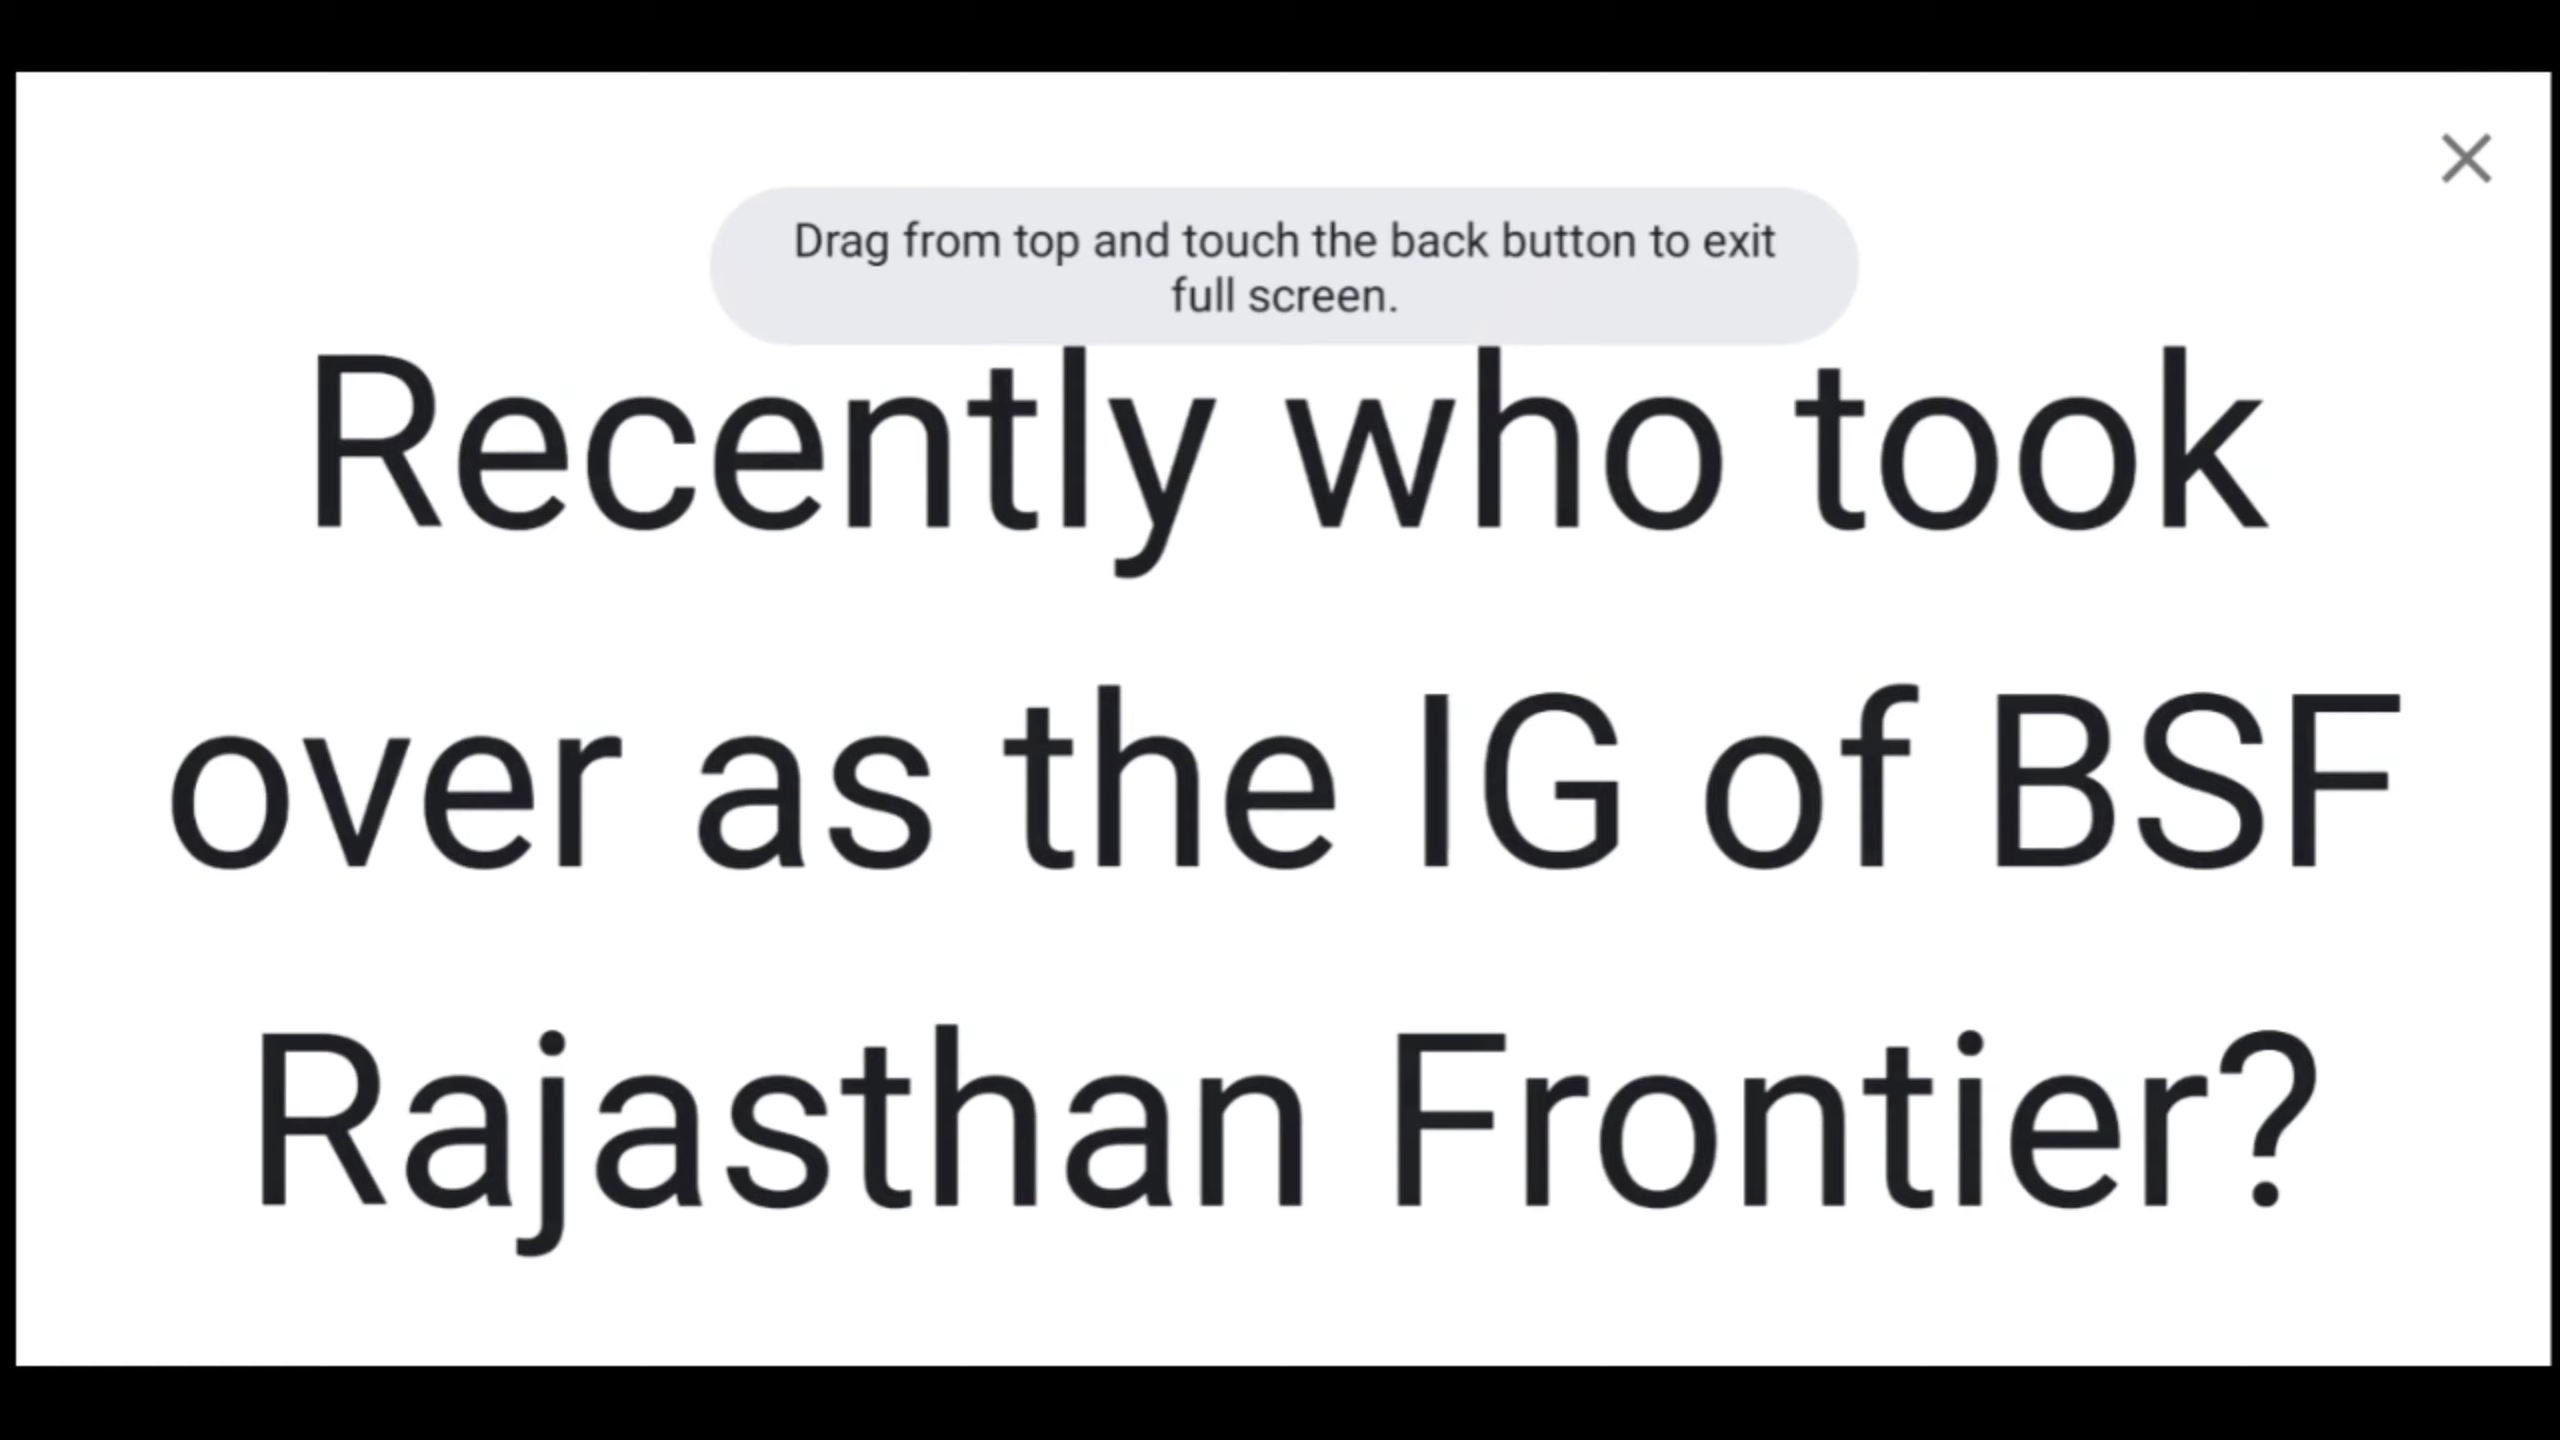 Drag from top and touch the back button to exit
full screen.
Recently who took
over as the IG of BSF
Rajasthan Frontier?